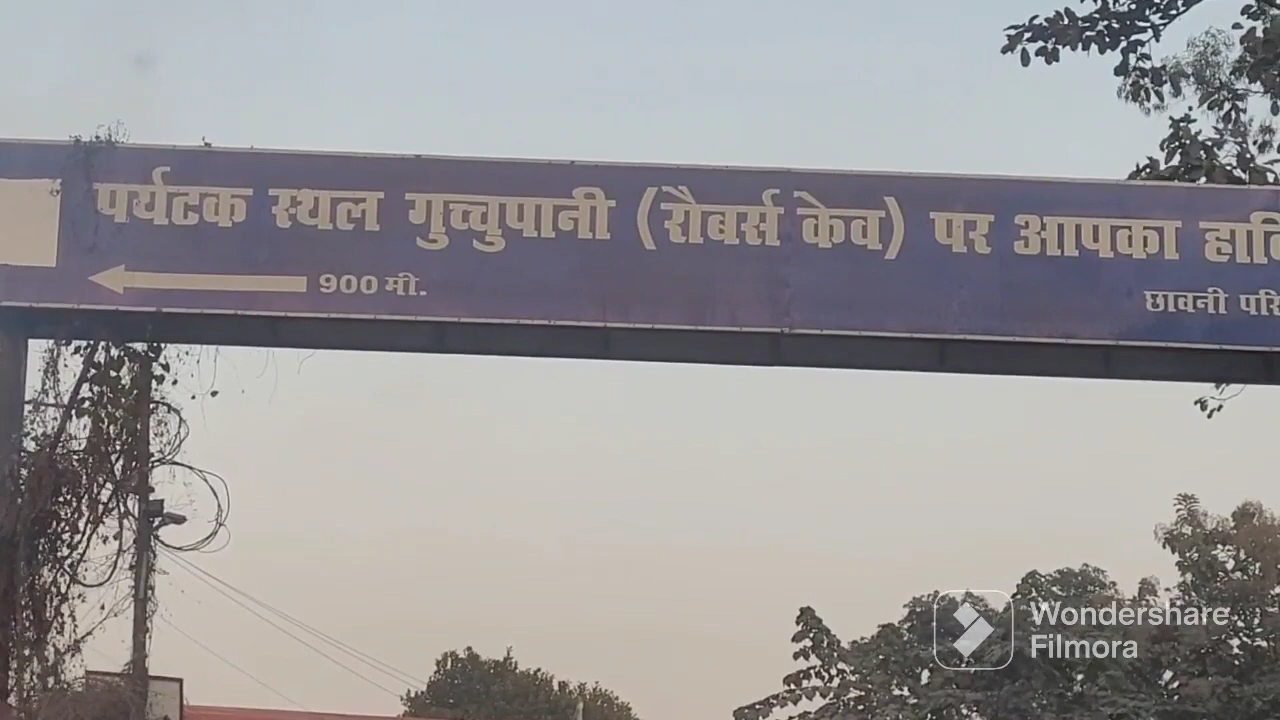 पर्यटक स्थल गुच्चुपानी (रौबर्स केव) पर आपका
900 मी.
छावनी
Wondershare
Filmora